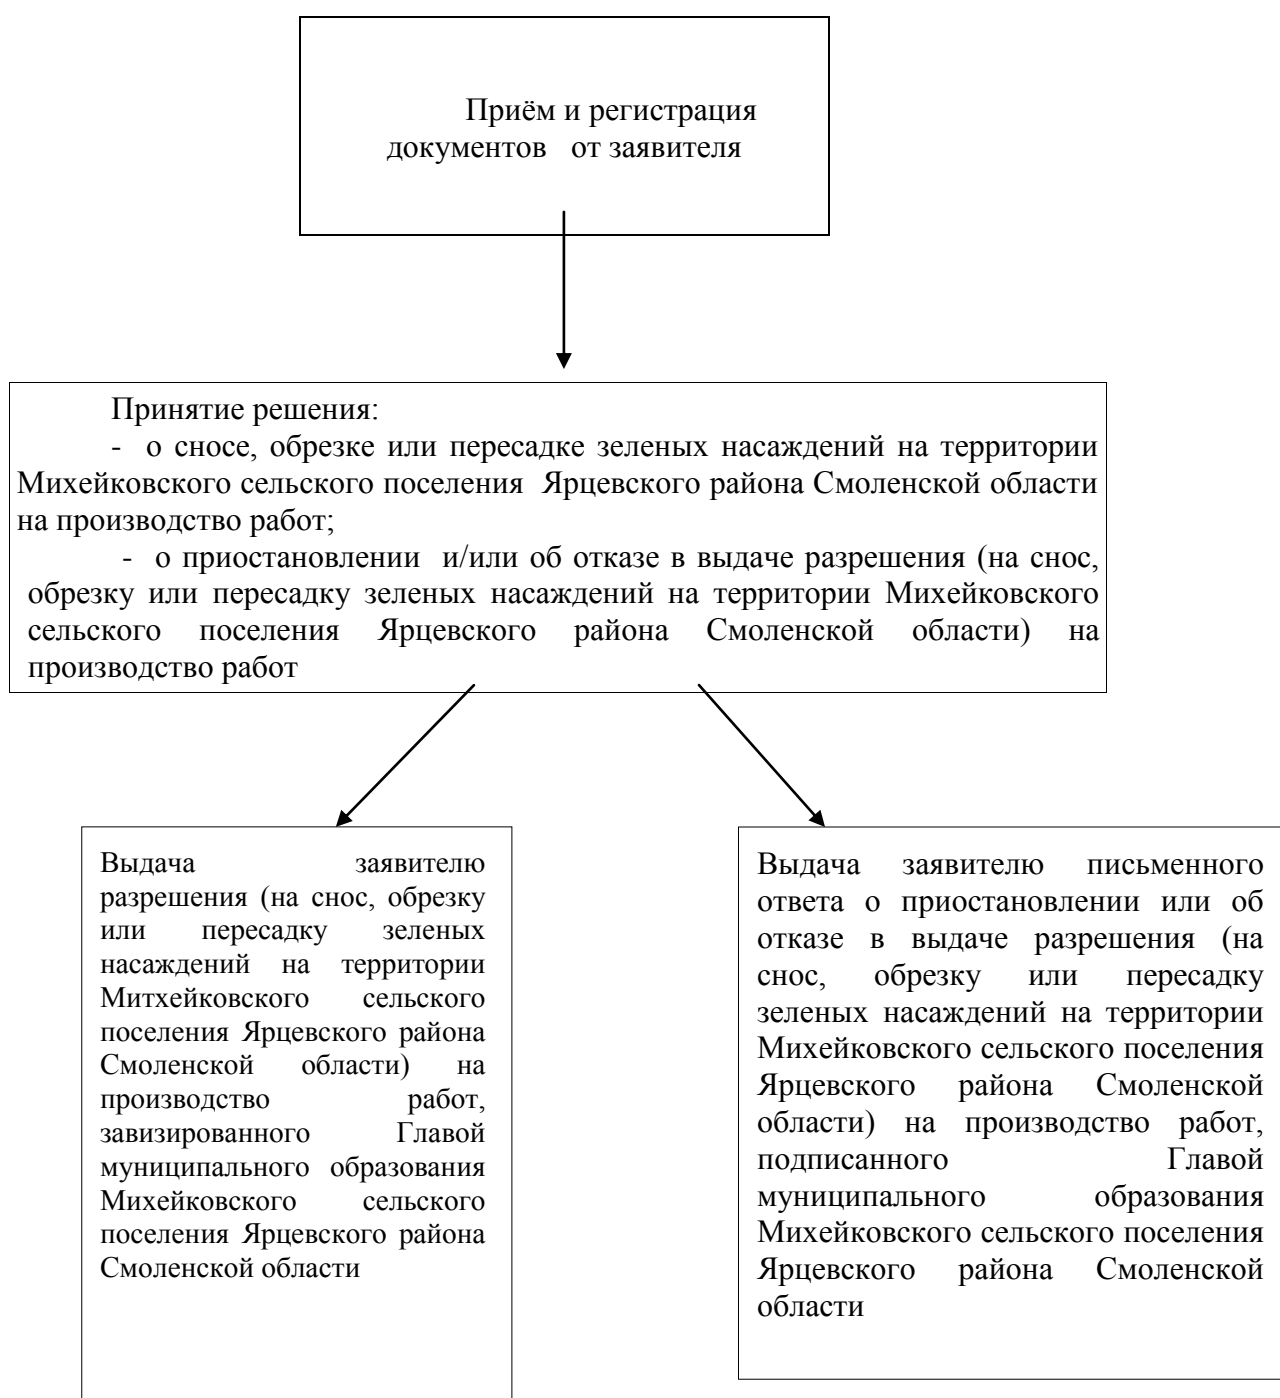 Приём и регистрация
документов от заявителя
Принятие решения:
- о сносе, обрезке или пересадке зеленых насаждений на территории
Михейковского сельского поселения Ярцевского района Смоленской области
на производство работ;
- о приостановлении и/или об отказе в выдаче разрешения (на снос,
обрезку или пересадку зеленых насаждений на территории Михейковского
сельского поселения Ярцевского района Смоленской области) на
производство работ
Выдача заявителю
разрешения (на снос, обрезку
или пересадку зеленых
насаждений на территории
Митхейковского сельского
поселения Ярцевского района
Смоленской области) на
производство работ,
завизированного Главой
муниципального образования
Михейковского сельского
поселения Ярцевского района
Смоленской области
Выдача заявителю письменного
ответа о приостановлении или об
отказе в выдаче разрешения (на
снос, обрезку или пересадку
зеленых насаждений на территории
Михейковского сельского поселения
Ярцевского района Смоленской
области) на производство работ,
подписанного Главой
муниципального образования
Михейковского сельского поселения
Ярцевского района Смоленской
области